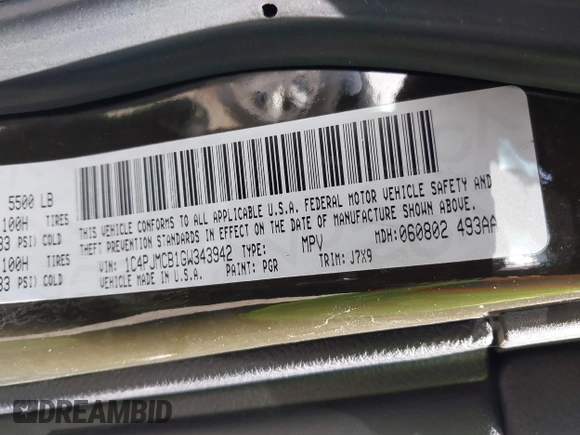 5500 LB
100H TIRES
33 PSI) COLD
100H TIRES
33 PSI) COLD
THIS VEHICLE CONFORMS TO ALL APPLICABLE U.S.A. FEDERAL MOTOR VEHICLE SAFETY AND
THEFT PREVENTION STANDARDS IN EFFECT ON THE DATE OF MANUFACTURE SHOWN ABOVE.
VIN: 1C4PJMCB1GW343942 TYPE: MPV MDH:060802 493AA
VEHICLE MADE IN U.S.A. PAINT: PGR TRIM: J7X9
DREAMBID